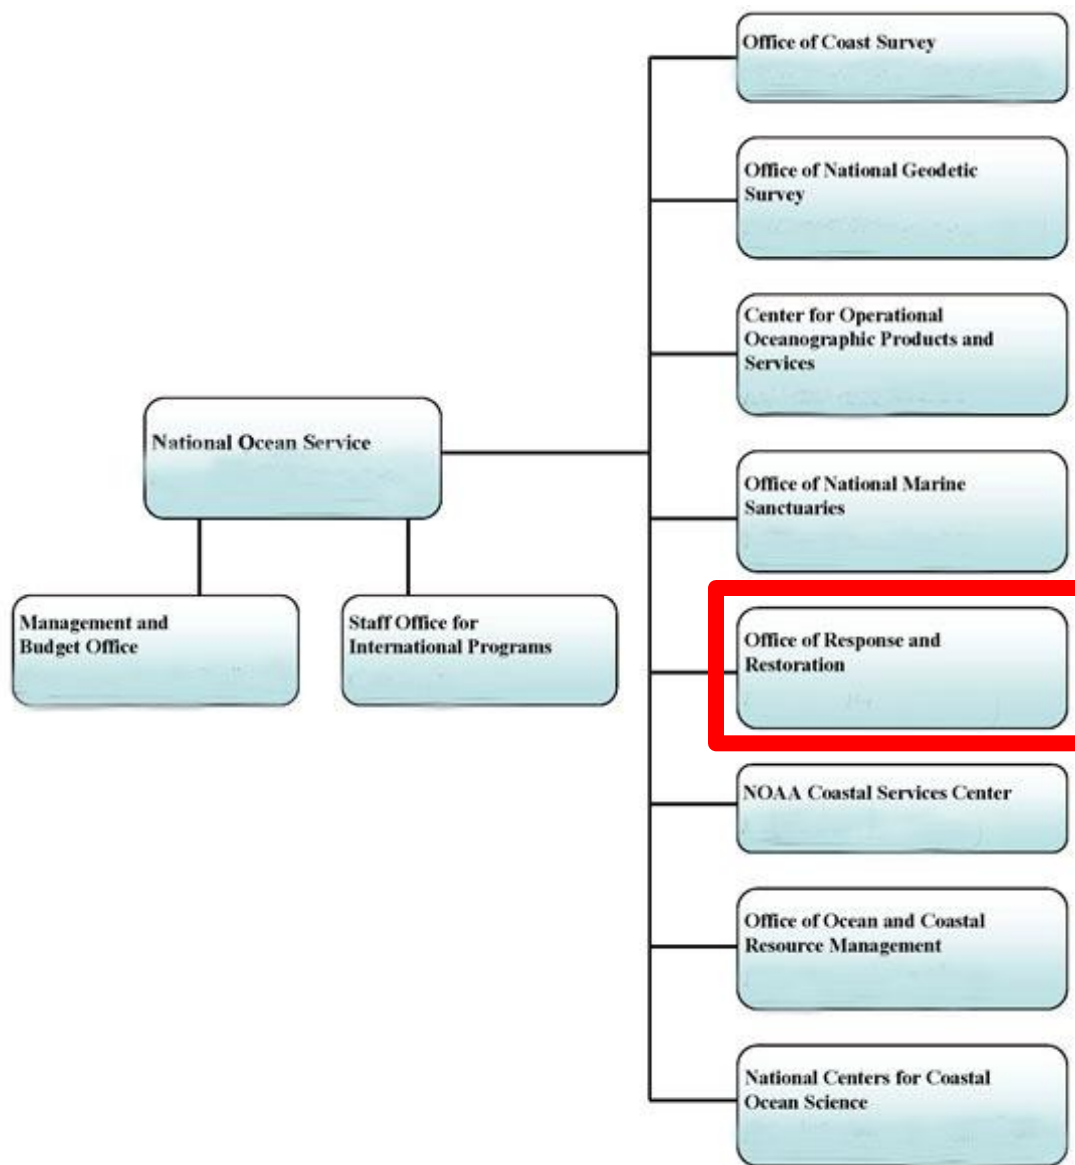 Office of Coast Survey
Office of National Geodetic
Survey
Center for Operational
Oceanographic Products and
Services
National Ocean Service
Office of National Marine
Sanctuaries
Management and
Budget Office
Staff Office for
International Programs
Office of Response and
Restoration
NOAA Coastal Services Center
Office of Ocean and Coastal
Resource Management
National Centers for Coastal
Ocean Science